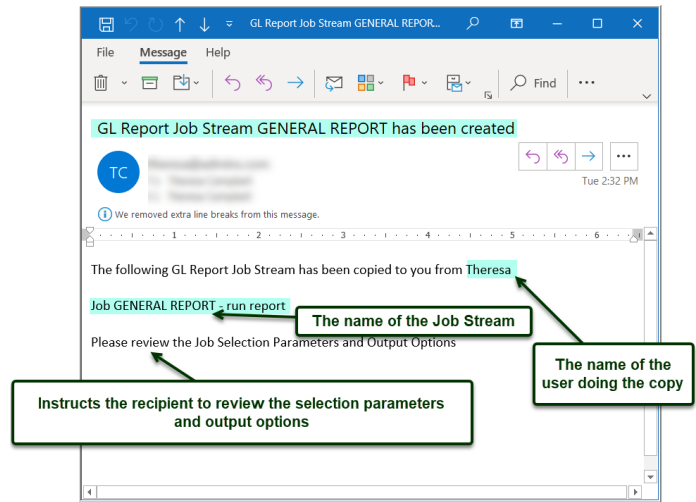 GL Report Job Stream GENERAL REPOR...
File Message Help
Find
GL Report Job Stream GENERAL REPORT has been created
TC
Tue 2:32 PM
We removed extra line breaks from this message.
1 2 3 4 5 6
The following GL Report Job Stream has been copied to you from Theresa
Job GENERAL REPORT - run report
The name of the Job Stream
Please review the Job Selection Parameters and Output Options
The name of the
user doing the copy
Instructs the recipient to review the selection parameters
and output options